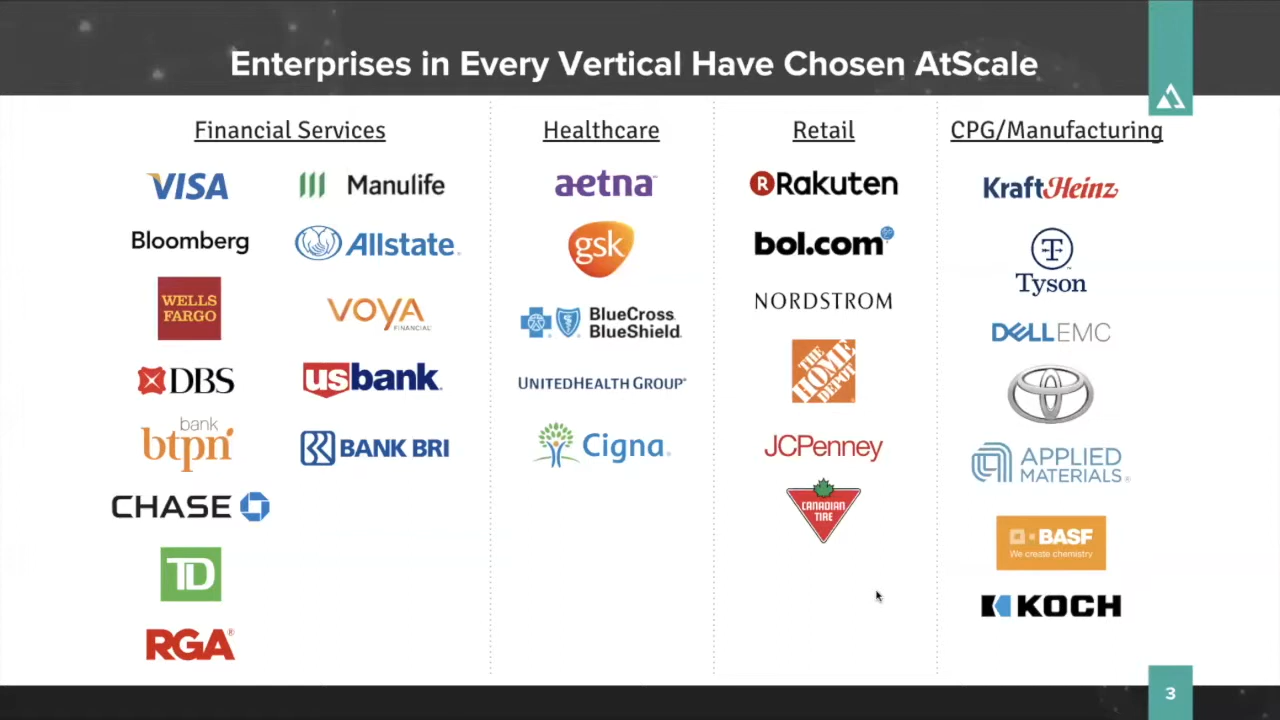 Enterprises in Every Vertical Have Chosen AtScale
Financial Services
VISA
Manulife
Bloomberg
Allstate
WELLS
FARGO
VOYA
FINANCIAL
DBS
usbank
bank
btpn
BANK BRI
CHASE
TD
RGA
Healthcare
aetna
gsk
BlueCross
BlueShield
UNITEDHEALTH GROUP
Cigna
Retail
R Rakuten
bol.com
NORDSTROM
THE
HOME
DEPOT
JCPenney
CANADIAN
TIRE
CPG/Manufacturing
KraftHeinz
T
Tyson
DELLEMC
APPLIED
MATERIALS
BASF
We create chemistry
KOCH
3